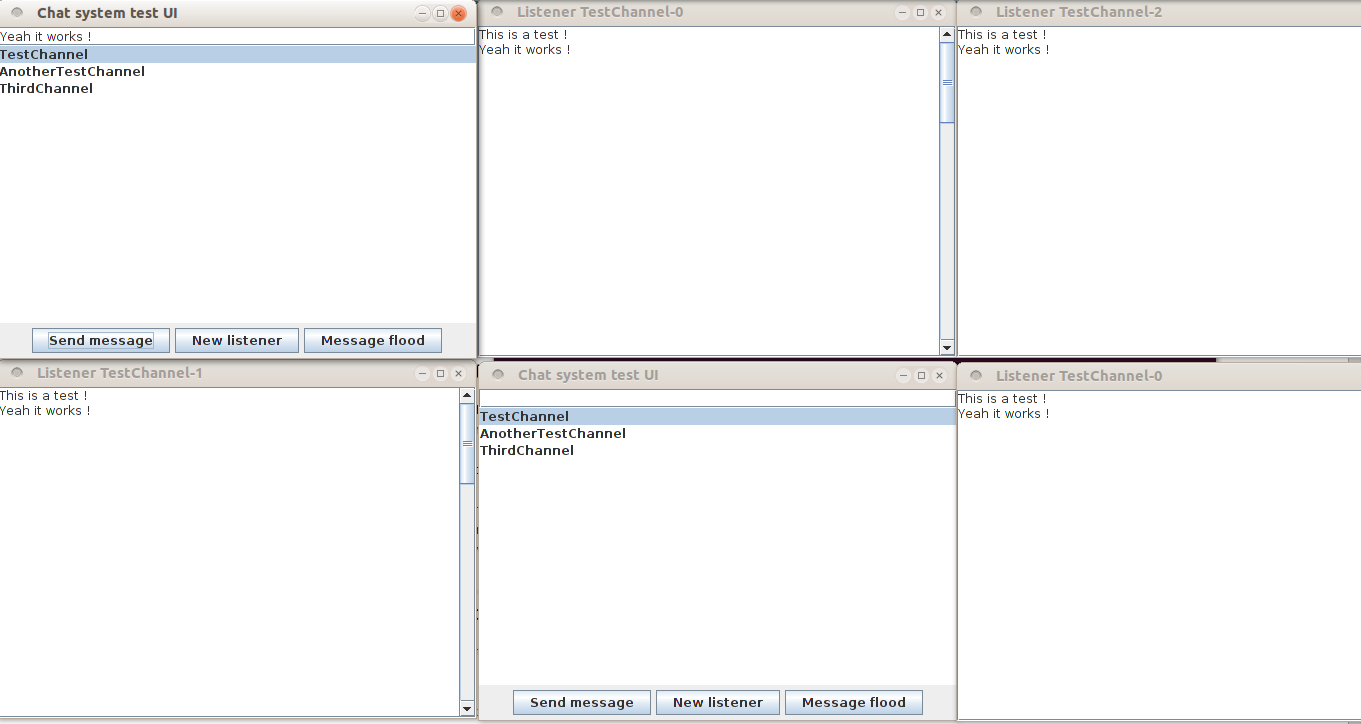 Chat system test UI
Yeah it works !
TestChannel
AnotherTestChannel
ThirdChannel
Send message
New listener
Message flood
Listener TestChannel-0
This is a test !
Yeah it works !
Listener TestChannel-2
This is a test !
Yeah it works !
Listener TestChannel-1
This is a test !
Yeah it works !
Chat system test UI
TestChannel
AnotherTestChannel
ThirdChannel
Send message
New listener
Message flood
Listener TestChannel-0
This is a test !
Yeah it works !